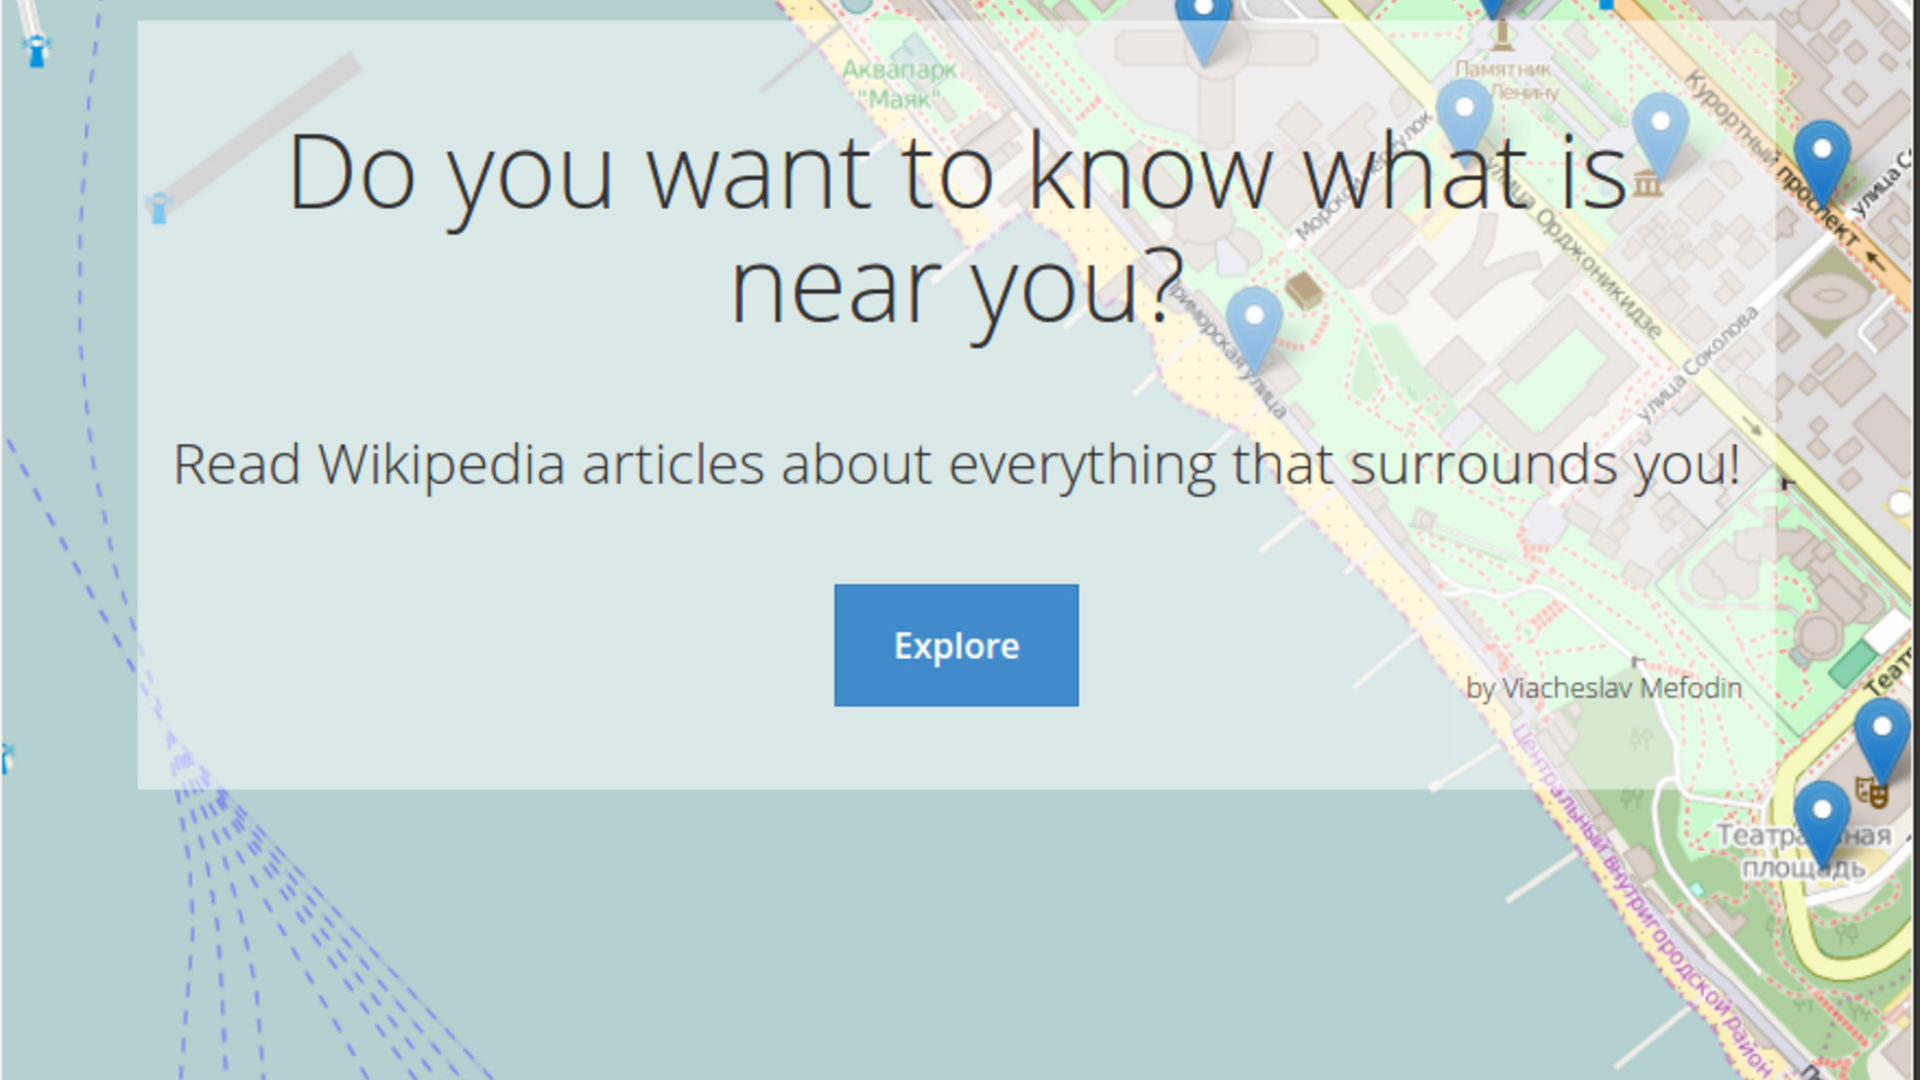 Аквапарк
"Маяк"
Памятник
Ленину
Курортный проспект
улица С
Do you want to know what is
near you?
Морской переулок
улица Орджоникидзе
Приморская улица
улица Соколова
Read Wikipedia articles about everything that surrounds you!
Explore
by Viacheslav Mefodin
Театр
Центральный внутригородской район
Театральная
площадь